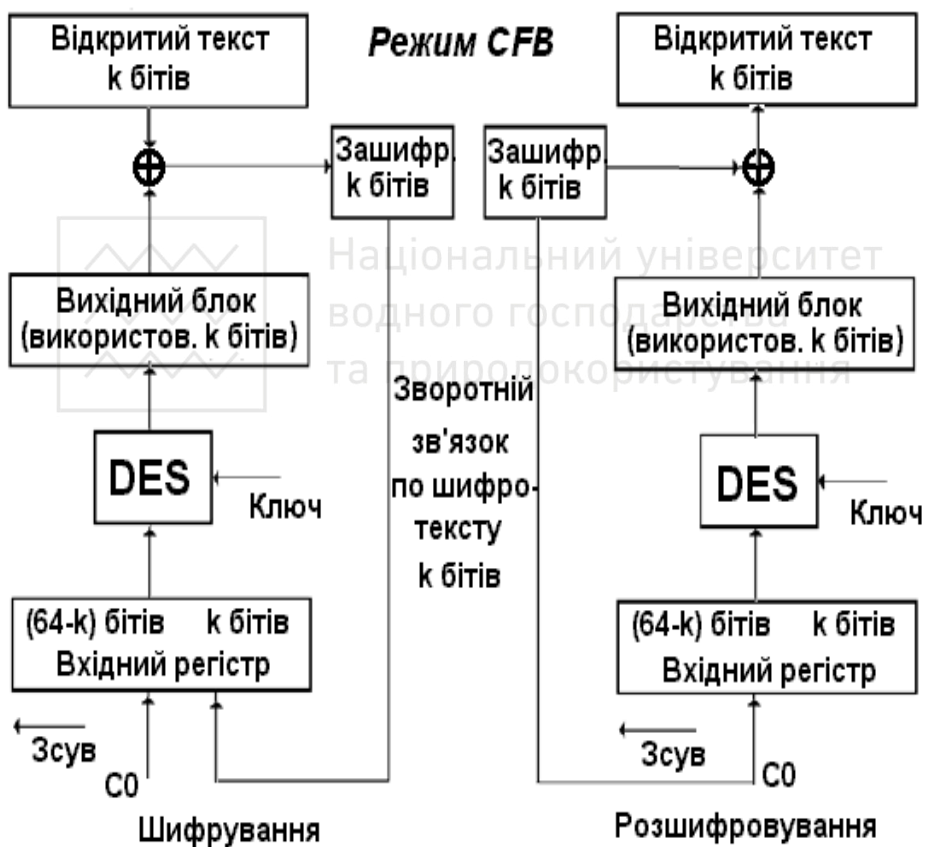 Режим CFB
Відкритий текст
k бітів
Зашифр.
k бітів
Вихідний блок
(використов. k бітів)
DES
Ключ
(64-k) бітів k бітів
Вхідний регістр
Зсув
C0
Шифрування
Зворотній
зв'язок
по шифро-
тексту
k бітів
Відкритий текст
k бітів
Зашифр.
k бітів
Вихідний блок
(використов. k бітів)
DES
Ключ
(64-k) бітів k бітів
Вхідний регістр
Зсув
C0
Розшифровування
Національний університет
водного господарства
та природокористування